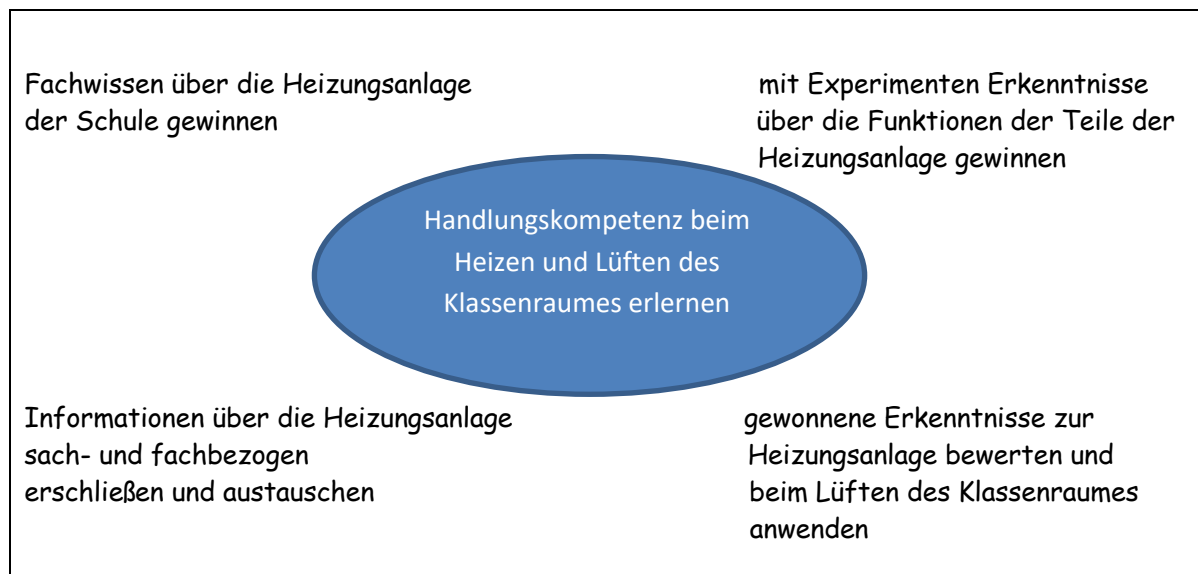 Fachwissen über die Heizungsanlage
der Schule gewinnen
mit Experimenten Erkenntnisse
über die Funktionen der Teile der
Heizungsanlage gewinnen
Handlungskompetenz beim
Heizen und Lüften des
Klassenraumes erlernen
Informationen über die Heizungsanlage
sach- und fachbezogen
erschließen und austauschen
gewonnene Erkenntnisse zur
Heizungsanlage bewerten und
beim Lüften des Klassenraumes
anwenden